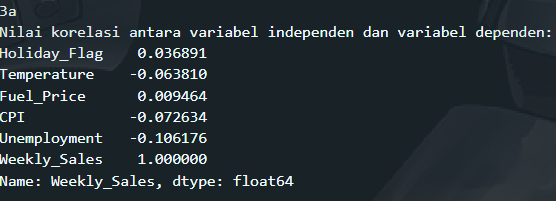 3a
Nilai korelasi antara variabel independen dan variabel dependen:
Holiday_Flag    0.036891
Temperature    -0.063810
Fuel_Price      0.009464
CPI            -0.072634
Unemployment   -0.106176
Weekly_Sales    1.000000
Name: Weekly_Sales, dtype: float64